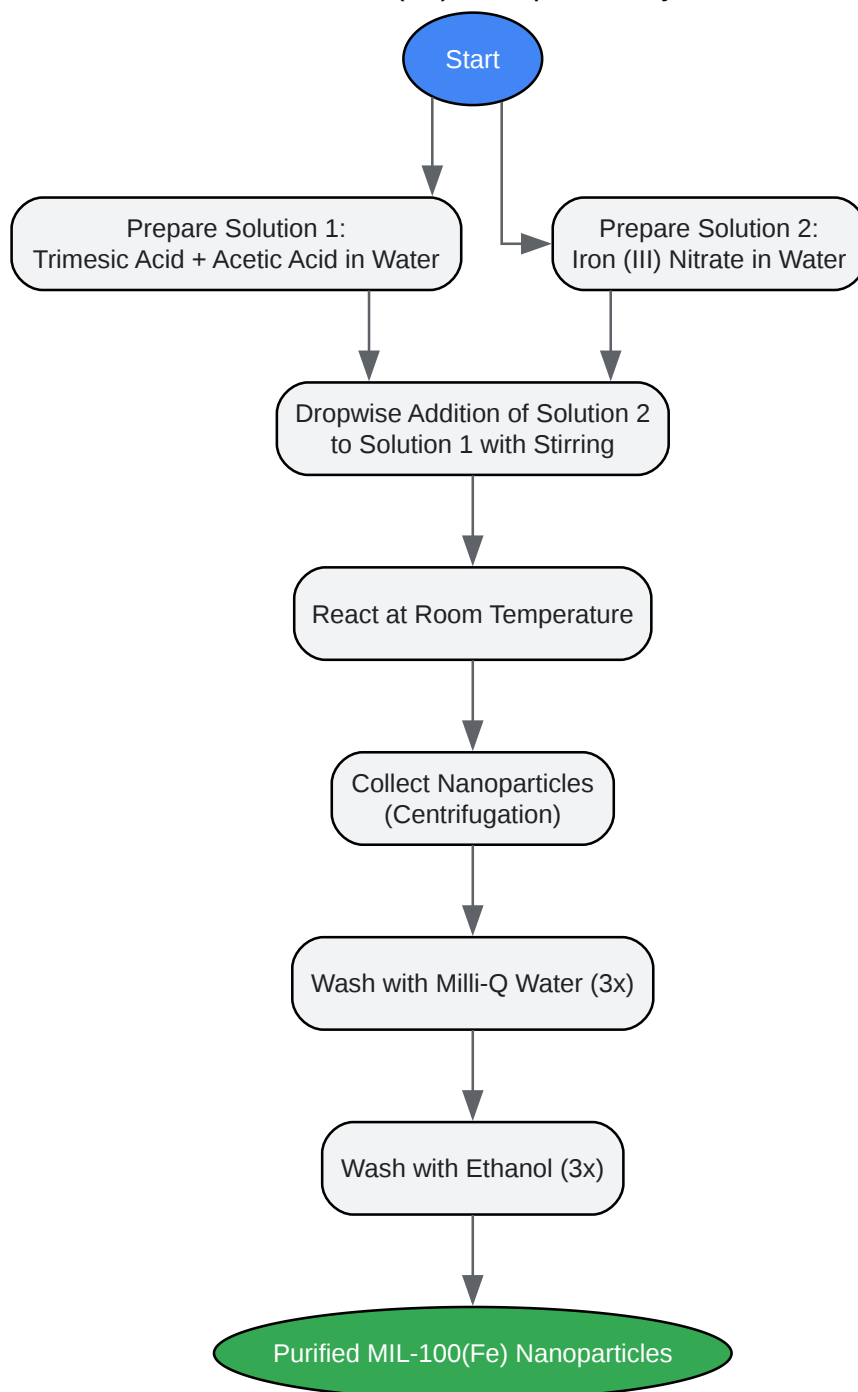 Start
Prepare Solution 1:
Trimesic Acid + Acetic Acid in Water
Prepare Solution 2:
Iron (III) Nitrate in Water
Dropwise Addition of Solution 2
to Solution 1 with Stirring
React at Room Temperature
Collect Nanoparticles
(Centrifugation)
Wash with Milli-Q Water (3x)
Wash with Ethanol (3x)
Purified MIL-100(Fe) Nanoparticles